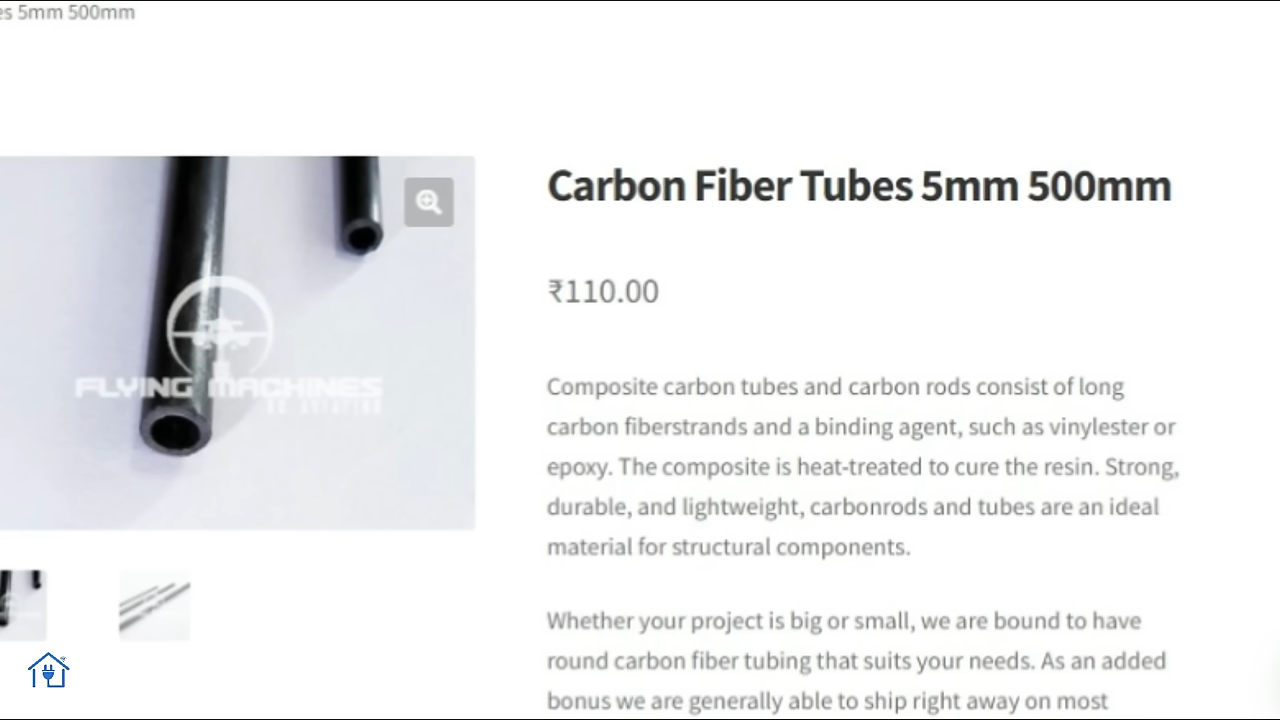 es 5mm 500mm
Carbon Fiber Tubes 5mm 500mm
₹110.00
FLYING MACHINES
Composite carbon tubes and carbon rods consist of long
carbon fiberstrands and a binding agent, such as vinylester or
epoxy. The composite is heat-treated to cure the resin. Strong,
durable, and lightweight, carbonrods and tubes are an ideal
material for structural components.
Whether your project is big or small, we are bound to have
round carbon fiber tubing that suits your needs. As an added
bonus we are generally able to ship right away on most